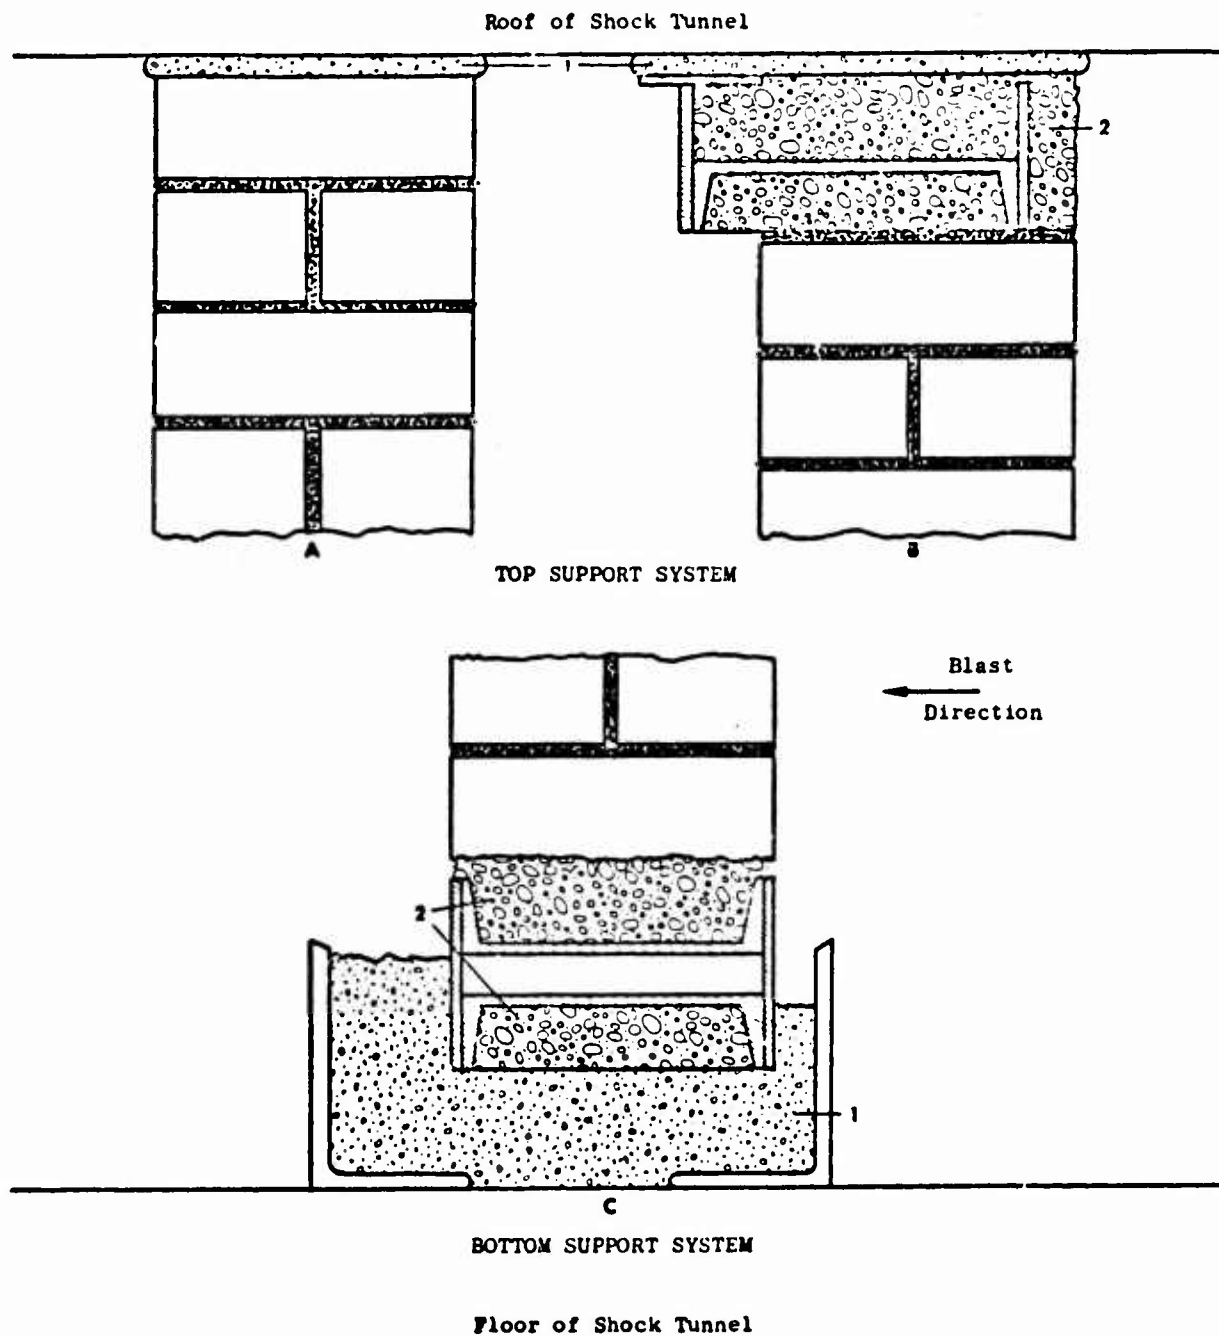 Roof of Shock Tunnel
1
2
A
B
TOP SUPPORT SYSTEM
Blast
Direction
2
1
C
BOTTOM SUPPORT SYSTEM
Floor of Shock Tunnel